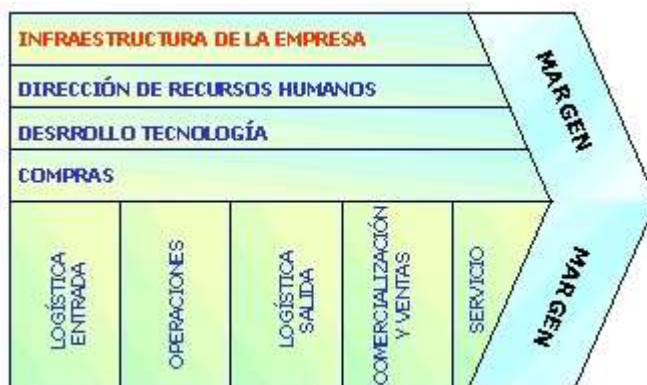 INFRAESTRUCTURA DE LA EMPRESA
DIRECCIÓN DE RECURSOS HUMANOS
DESRROLLO TECNOLOGÍA
COMPRAS
MARGEN
LOGÍSTICA
ENTRADA
OPERACIONES
LOGÍSTICA
SALIDA
COMERCIALIZACIÓN
Y VENTAS
SERVICIO
MARGEN